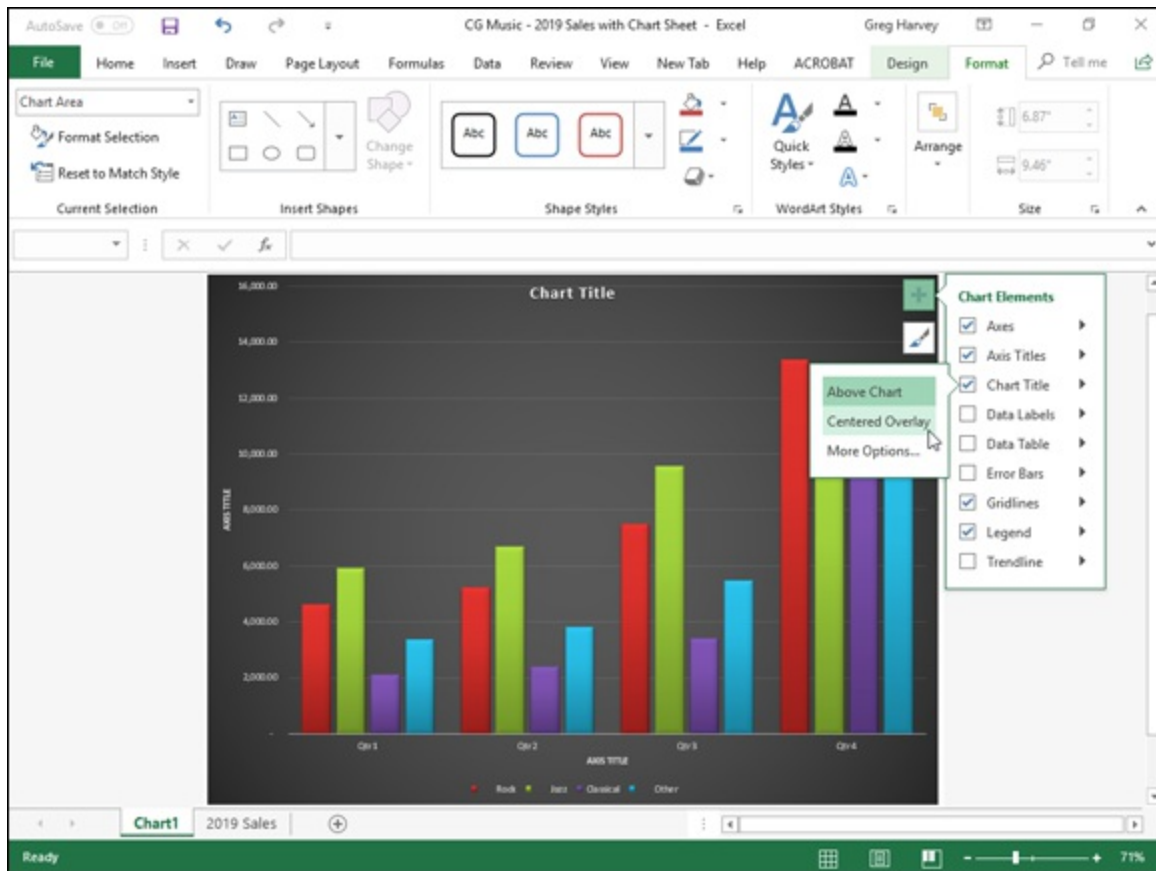 AutoSave Off CG Music - 2019 Sales with Chart Sheet - Excel Greg Harvey
File Home Insert Draw Page Layout Formulas Data Review View New Tab Help ACROBAT Design Format Tell me
Chart Area
Format Selection
Reset to Match Style
Current Selection
Change
Shape
Insert Shapes
Abc Abc Abc
Shape Styles
Quick
Styles
WordArt Styles
Arrange
6.87"
9.46"
Size
fx
Chart Title
16,000.00
14,000.00
12,000.00
10,000.00
8,000.00
6,000.00
4,000.00
2,000.00
-
AXIS TITLE
Qtr 1 Qtr 2 Qtr 3 Qtr 4
AXIS TITLE
Rock Jazz Classical Other
Above Chart
Centered Overlay
More Options...
Chart Elements
Axes
Axis Titles
Chart Title
Data Labels
Data Table
Error Bars
Gridlines
Legend
Trendline
Chart1 2019 Sales
Ready 71%